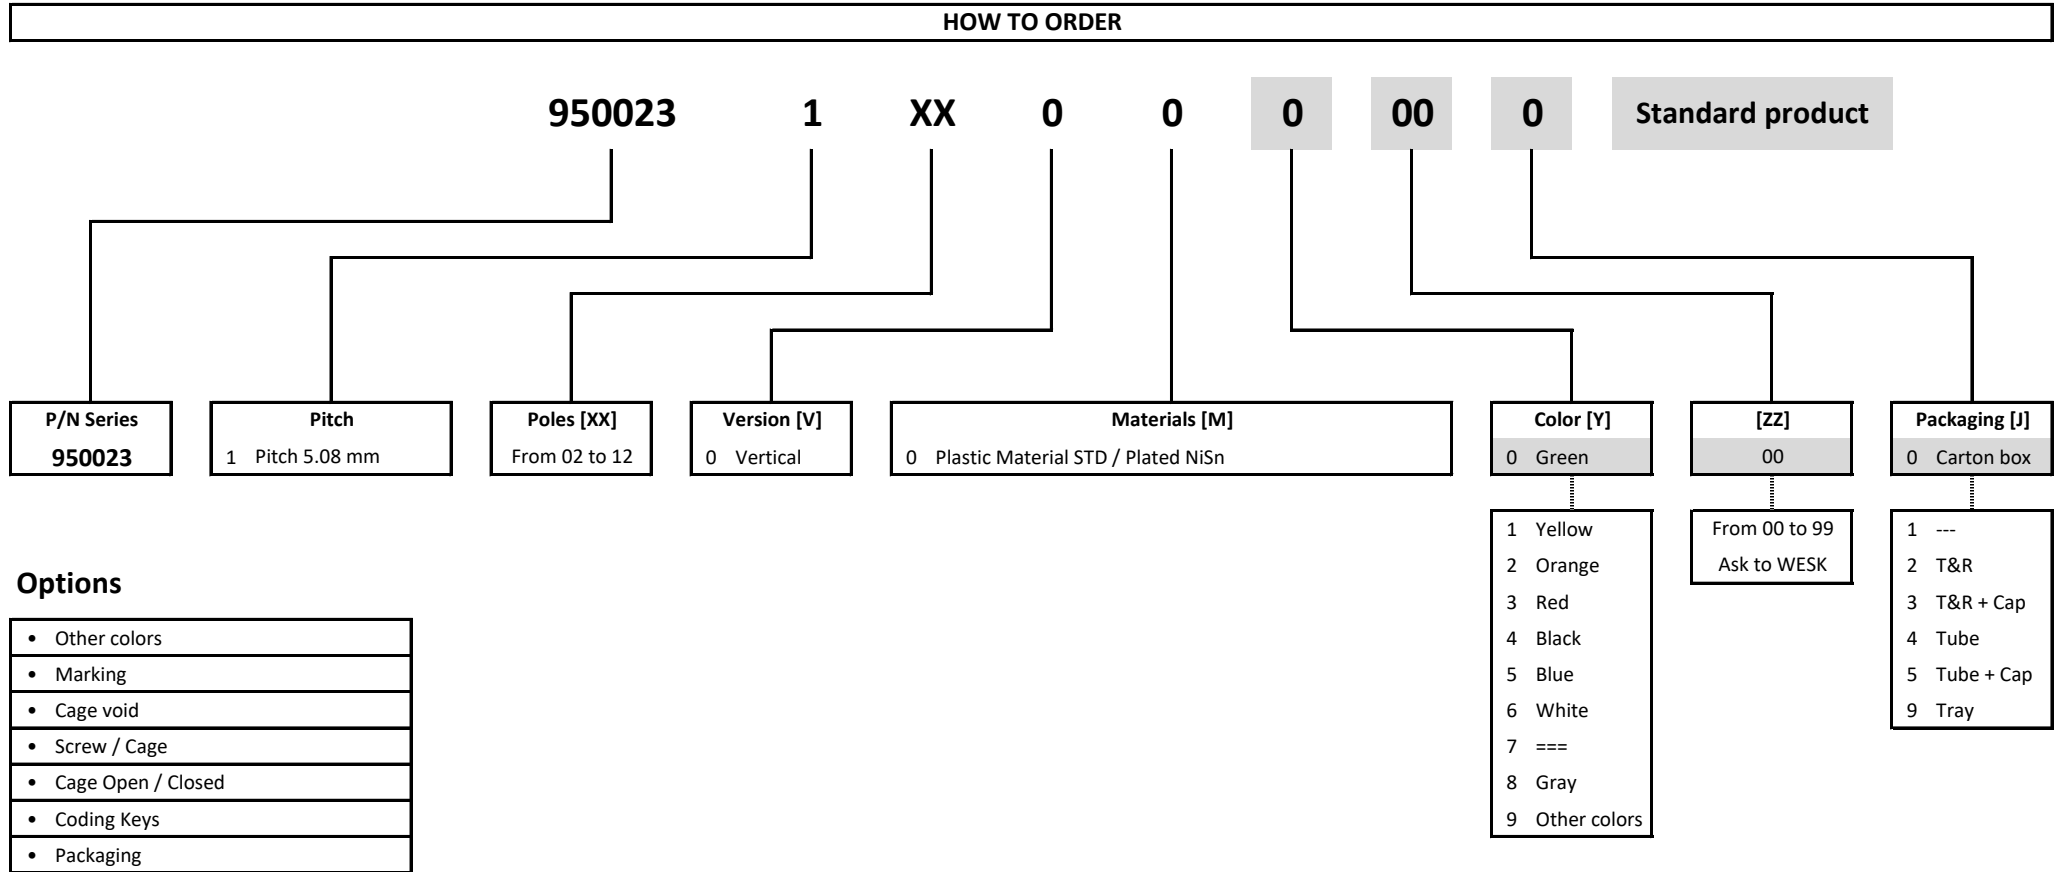 HOW TO ORDER
950023 1 XX 0 0 0 00 0 Standard product
P/N Series Pitch Poles [XX] Version [V] Materials [M] Color [Y] [ZZ] Packaging [J]
950023 1 Pitch 5.08 mm From 02 to 12 0 Vertical 0 Plastic Material STD / Plated NiSn 0 Green 00 0 Carton box
1 Yellow From 00 to 99 1 ---
2 Orange Ask to WESK 2 T&R
3 Red 3 T&R + Cap
4 Black 4 Tube
5 Blue 5 Tube + Cap
6 White 9 Tray
7 ===
8 Gray
9 Other colors
Options
• Other colors
• Marking
• Cage void
• Screw / Cage
• Cage Open / Closed
• Coding Keys
• Packaging